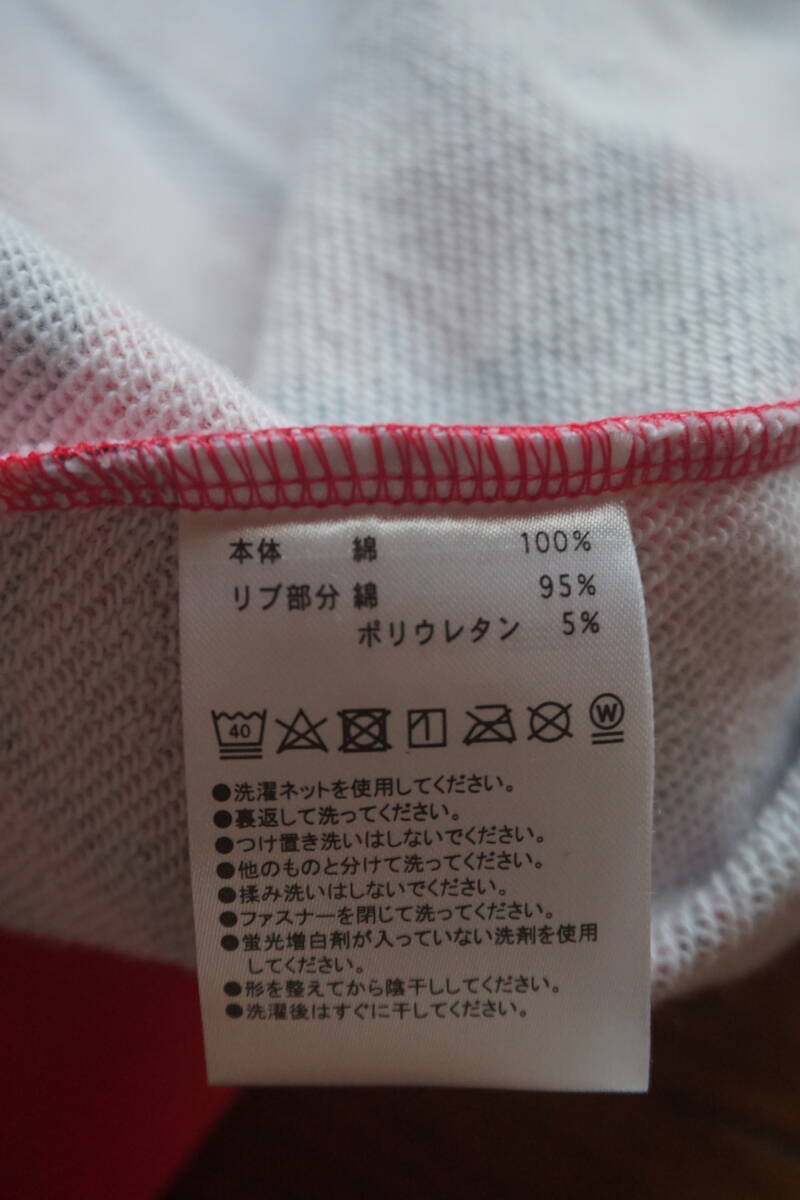 本体 綿 100%
リブ部分 綿 95%
ポリウレタン 5%
40 W
●洗濯ネットを使用してください。
●裏返して洗ってください。
●つけ置き洗いはしないでください。
●他のものと分けて洗ってください。
●揉み洗いはしないでください。
●ファスナーを閉じて洗ってください。
●蛍光増白剤が入っていない洗剤を使用
してください。
●形を整えてから陰干ししてください。
●洗濯後はすぐに干してください。